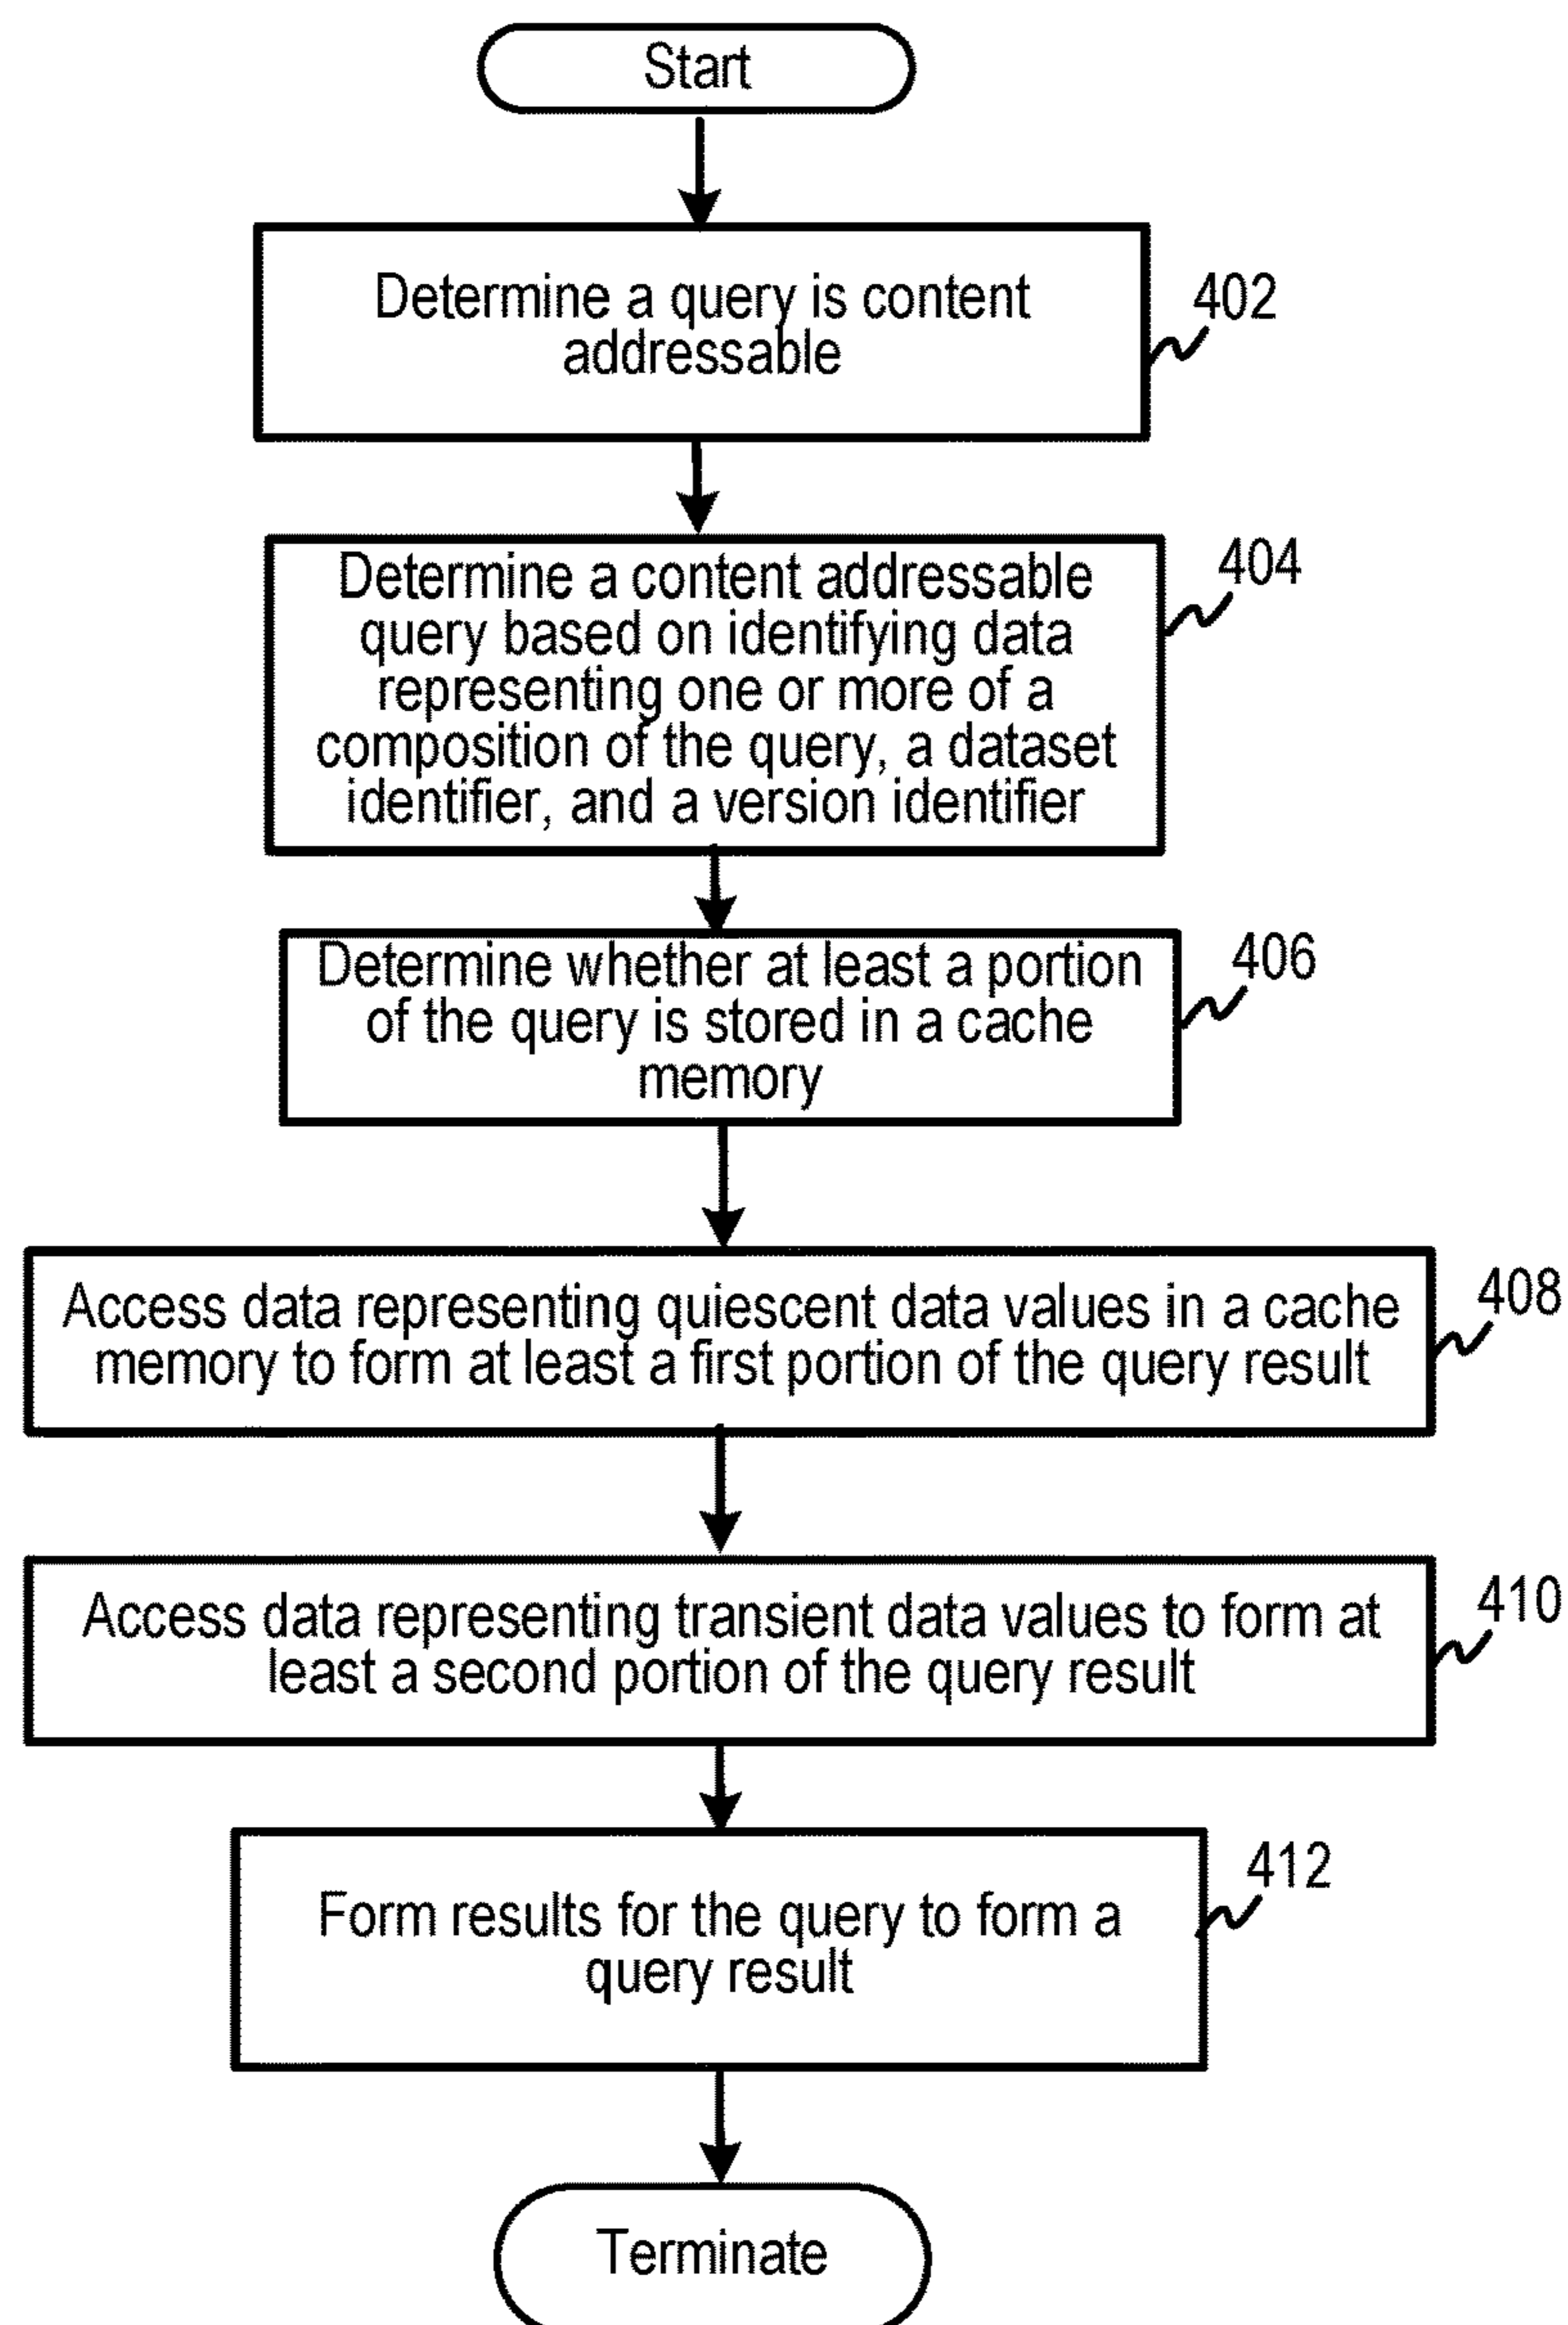 Start
Determine a query is content
addressable
402
Determine a content addressable
query based on identifying data
representing one or more of a
composition of the query, a dataset
identifier, and a version identifier
404
Determine whether at least a portion
of the query is stored in a cache
memory
406
Access data representing quiescent data values in a cache
memory to form at least a first portion of the query result
408
Access data representing transient data values to form at
least a second portion of the query result
410
Form results for the query to form a
query result
412
Terminate